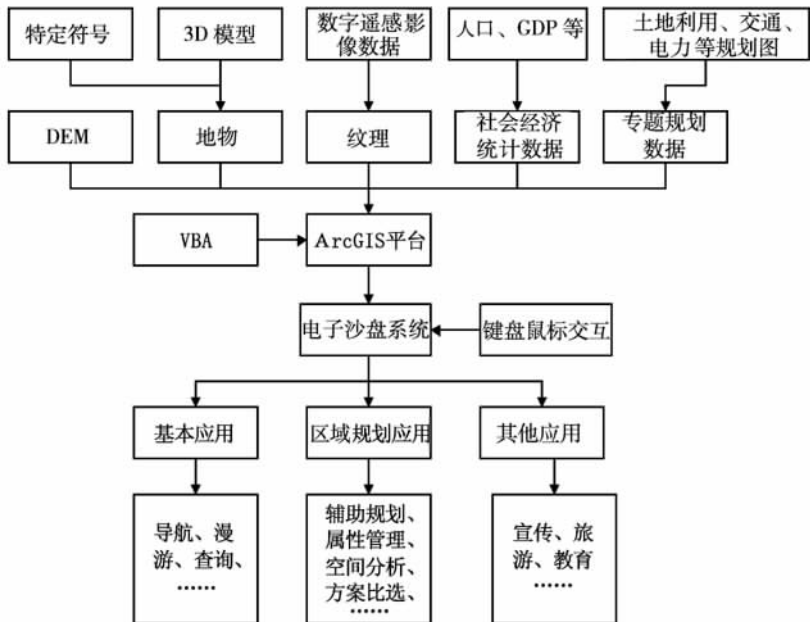 特定符号
3D 模型
数字遥感影
像数据
人口、GDP 等
土地利用、交通、
电力等规划图
DEM
地物
纹理
社会经济
统计数据
专题规划
数据
VBA
ArcGIS平台
电子沙盘系统
键盘鼠标交互
基本应用
区域规划应用
其他应用
导航、漫
游、查询、
……
辅助规划、
属性管理、
空间分析、
方案比选、
……
宣传、旅
游、教育
……